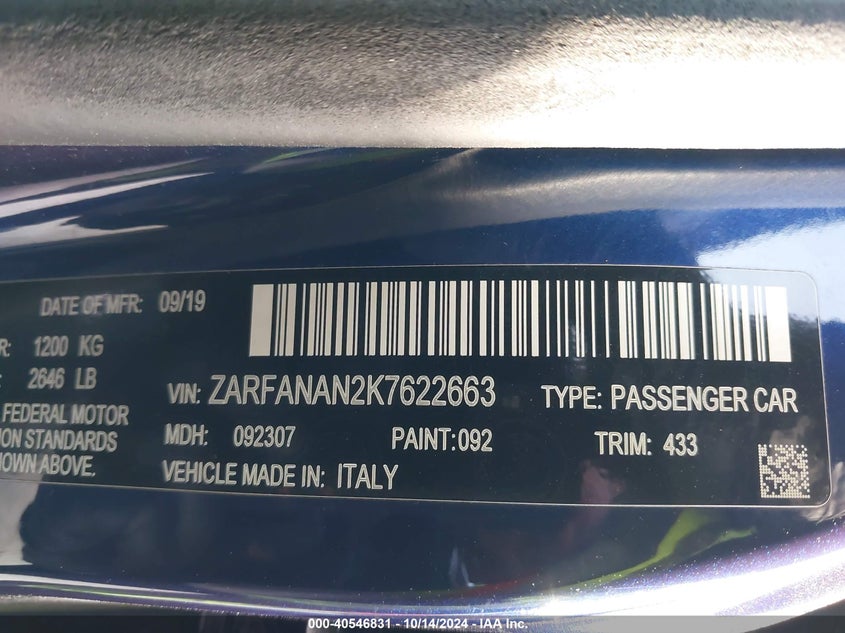 DATE OF MFR: 09/19
R: 1200 KG
: 2646 LB
VIN: ZARFANAN2K7622663 TYPE: PASSENGER CAR
FEDERAL MOTOR
ION STANDARDS MDH: 092307 PAINT:092 TRIM: 433
OWN ABOVE. VEHICLE MADE IN: ITALY
000-40546831 - 10/14/2024 - IAA Inc.